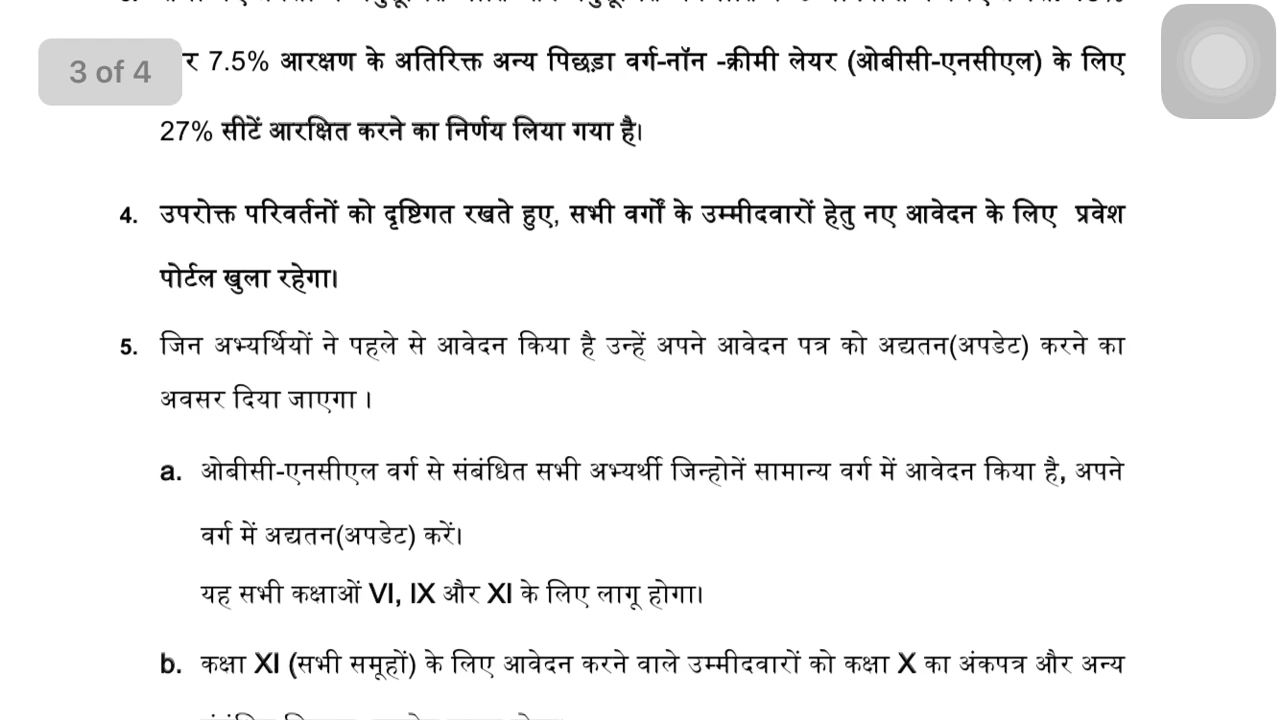 3 of 4
र 7.5% आरक्षण के अतिरिक्त अन्य पिछड़ा वर्ग-नॉन -क्रीमी लेयर (ओबीसी-एनसीएल) के लिए
27% सीटें आरक्षित करने का निर्णय लिया गया है।
4. उपरोक्त परिवर्तनों को दृष्टिगत रखते हुए, सभी वर्गों के उम्मीदवारों हेतु नए आवेदन के लिए प्रवेश
पोर्टल खुला रहेगा।
5. जिन अभ्यर्थियों ने पहले से आवेदन किया है उन्हें अपने आवेदन पत्र को अद्यतन(अपडेट) करने का
अवसर दिया जाएगा ।
a. ओबीसी-एनसीएल वर्ग से संबंधित सभी अभ्यर्थी जिन्होनें सामान्य वर्ग में आवेदन किया है, अपने
वर्ग में अद्यतन(अपडेट) करें।
यह सभी कक्षाओं VI, IX और XI के लिए लागू होगा।
b. कक्षा XI (सभी समूहों) के लिए आवेदन करने वाले उम्मीदवारों को कक्षा X का अंकपत्र और अन्य